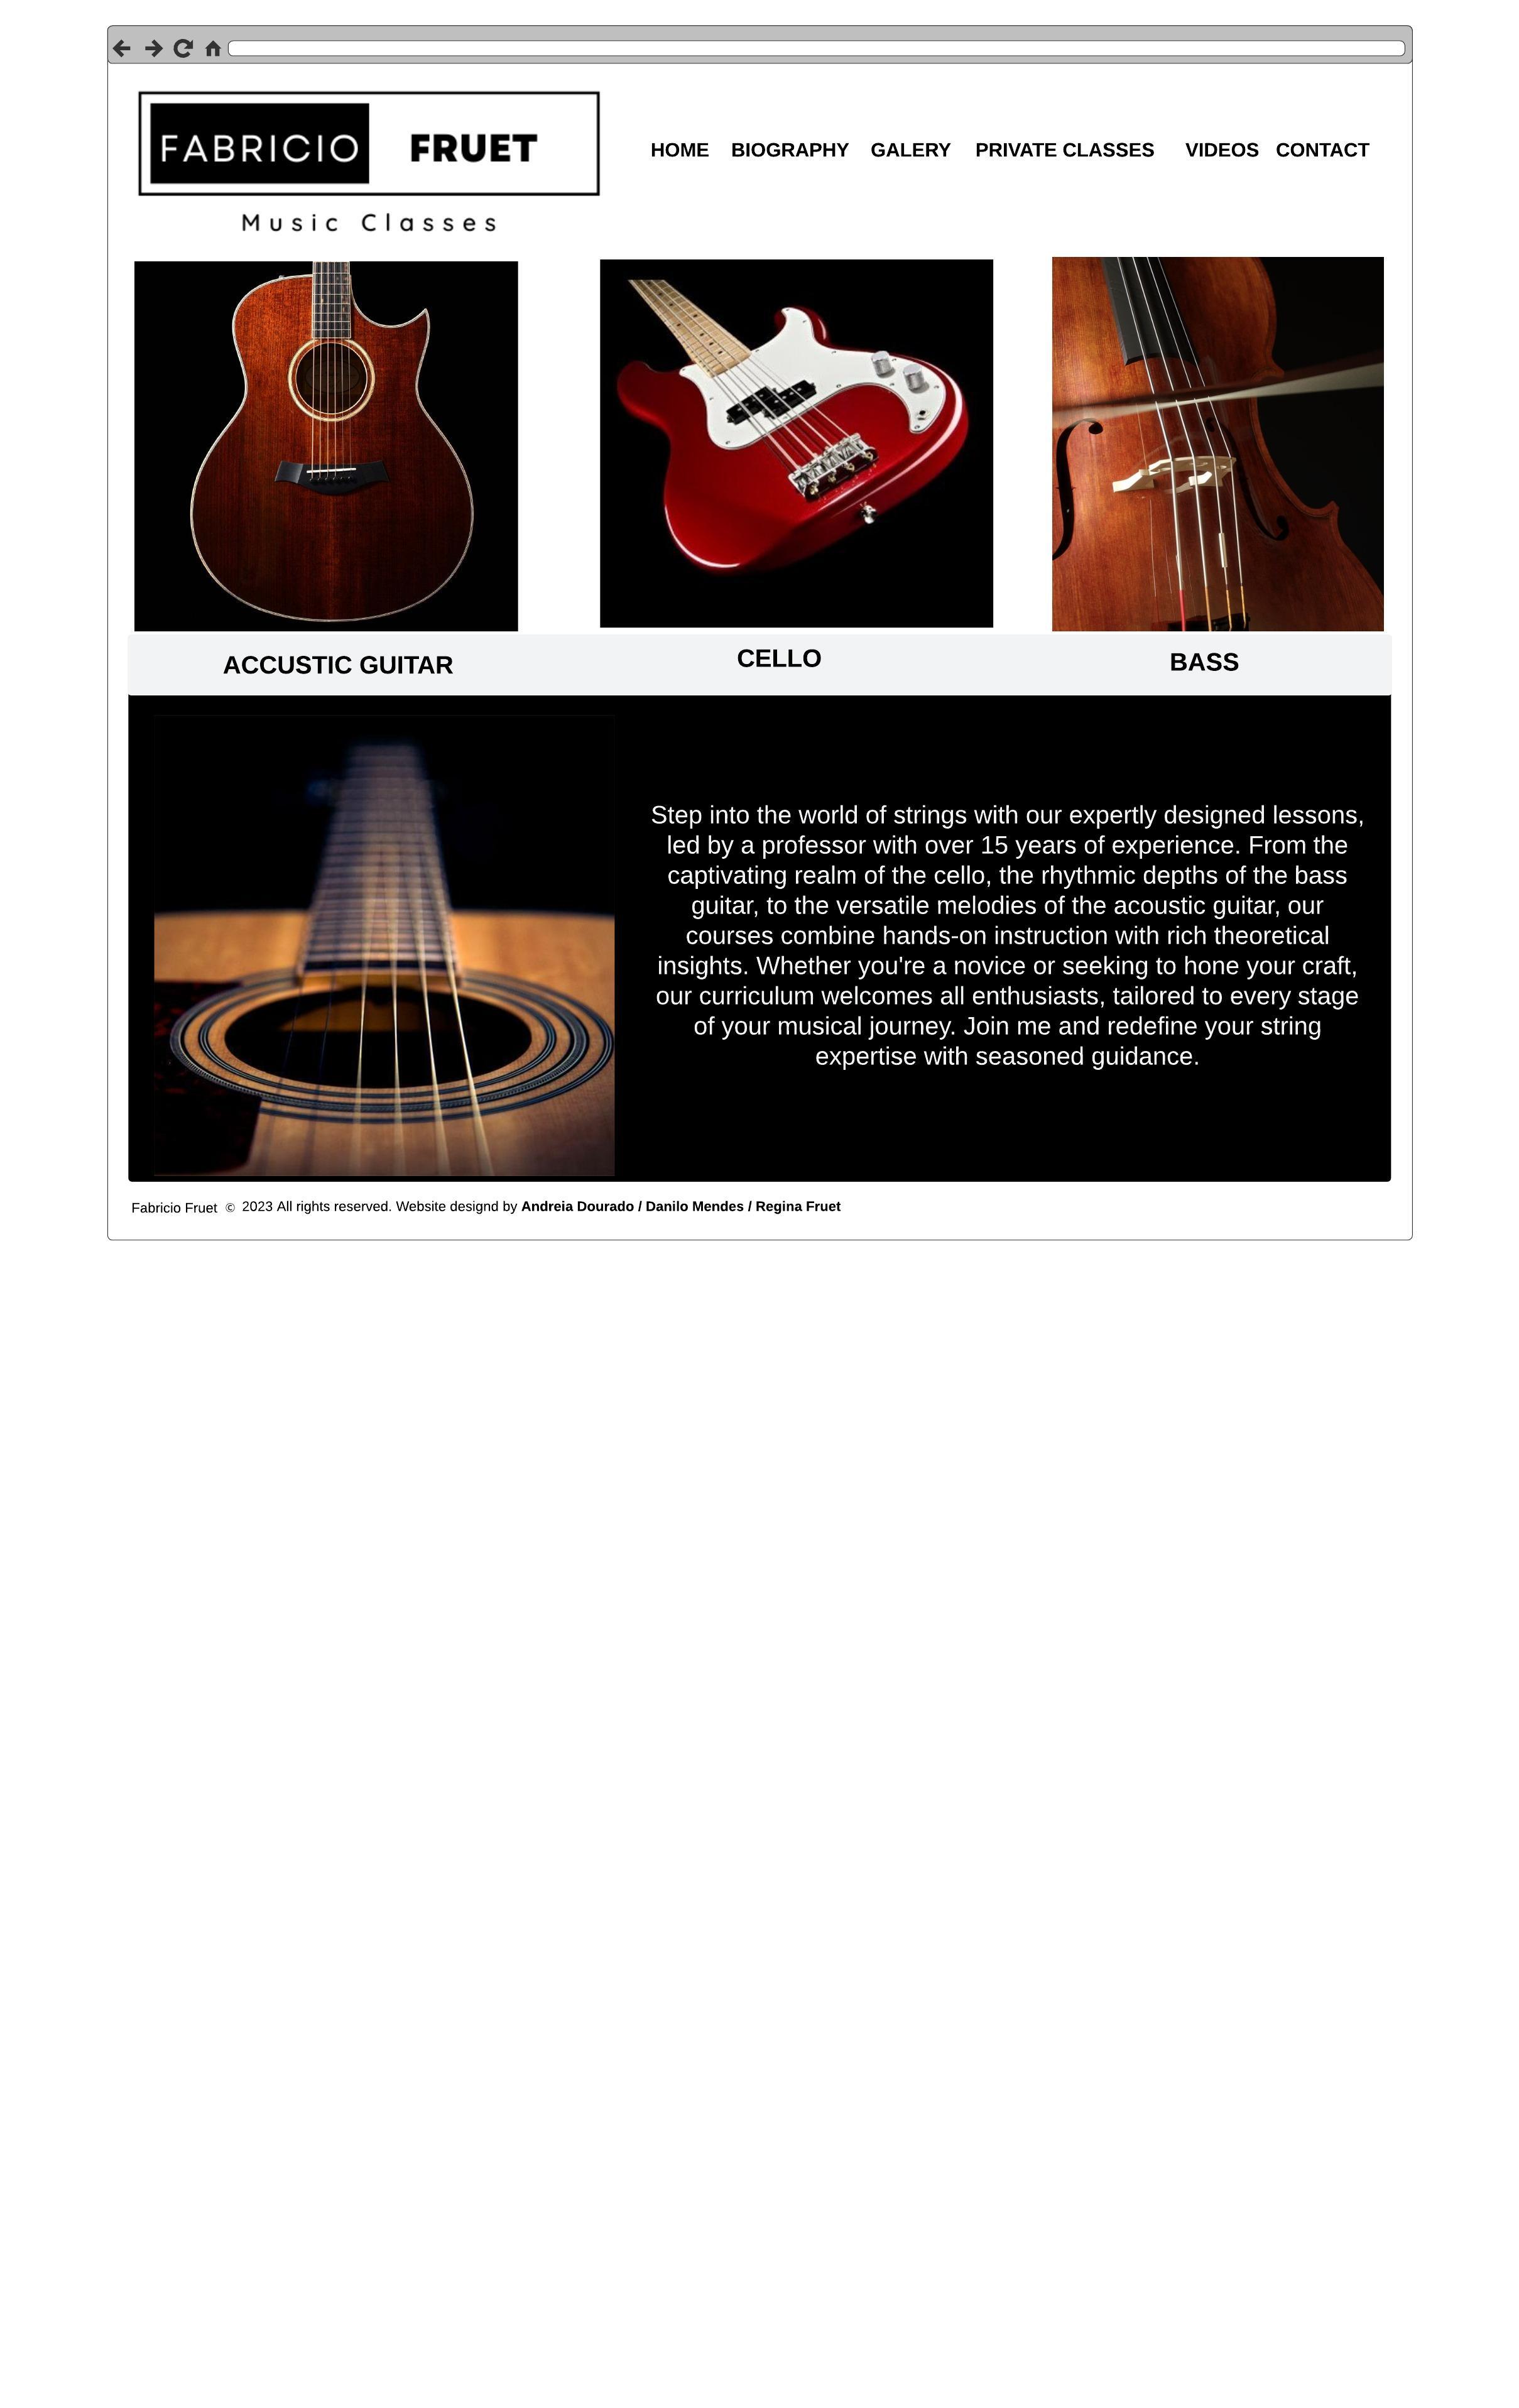 FABRICIO FRUET
Music Classes
HOME BIOGRAPHY GALERY PRIVATE CLASSES VIDEOS CONTACT
ACCUSTIC GUITAR
CELLO
BASS
Step into the world of strings with our expertly designed lessons,
led by a professor with over 15 years of experience. From the
captivating realm of the cello, the rhythmic depths of the bass
guitar, to the versatile melodies of the acoustic guitar, our
courses combine hands-on instruction with rich theoretical
insights. Whether you're a novice or seeking to hone your craft,
our curriculum welcomes all enthusiasts, tailored to every stage
of your musical journey. Join me and redefine your string
expertise with seasoned guidance.
Fabricio Fruet © 2023 All rights reserved. Website designd by Andreia Dourado / Danilo Mendes / Regina Fruet